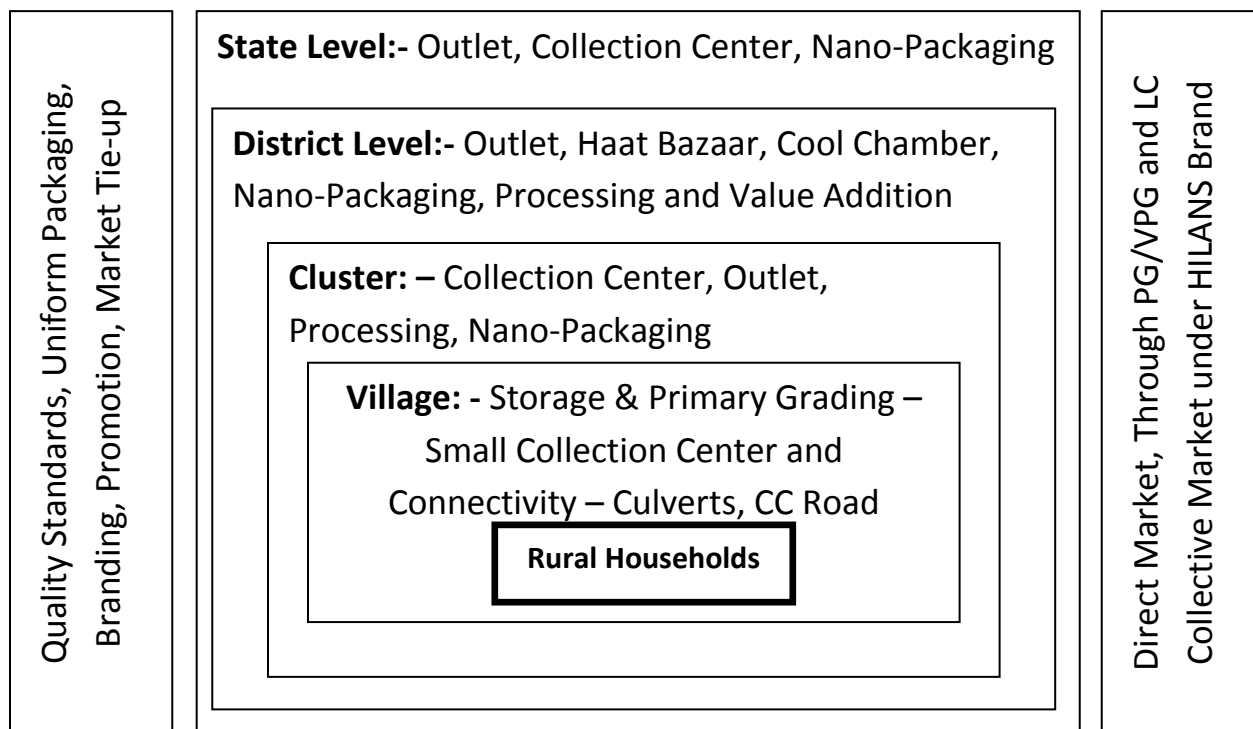 Quality Standards, Uniform Packaging,
Branding, Promotion, Market Tie-up
State Level:- Outlet, Collection Center, Nano-Packaging
District Level:- Outlet, Haat Bazaar, Cool Chamber,
Nano-Packaging, Processing and Value Addition
Cluster: – Collection Center, Outlet,
Processing, Nano-Packaging
Village: - Storage & Primary Grading –
Small Collection Center and
Connectivity – Culverts, CC Road
Rural Households
Direct Market, Through PG/VPG and LC
Collective Market under HILANS Brand